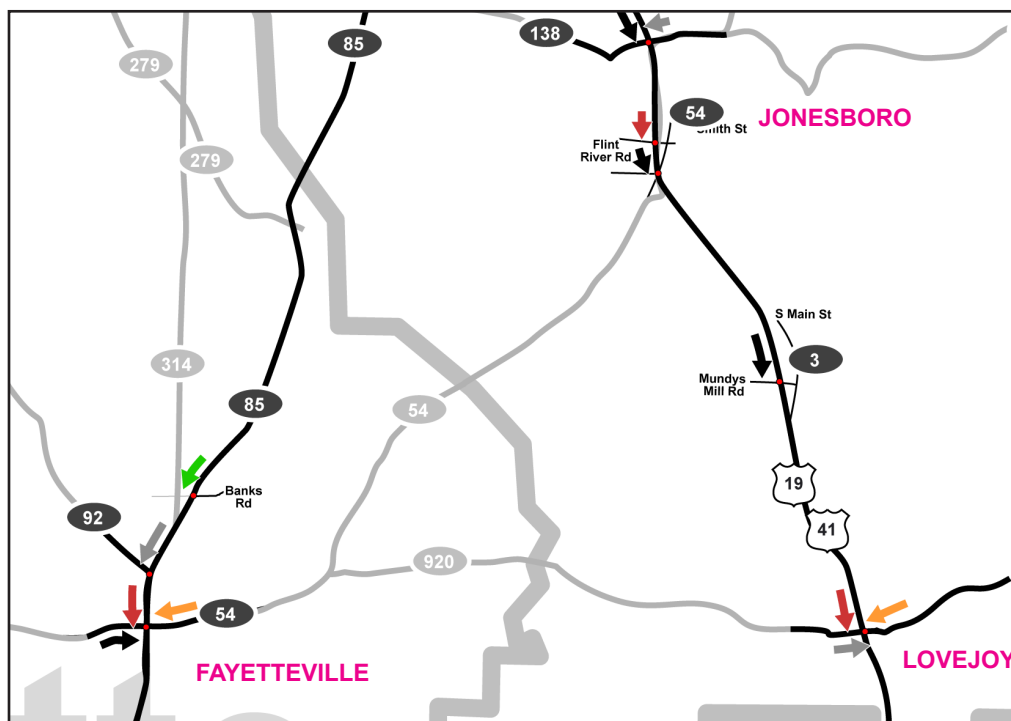 138
85
279
54
JONESBORO
Smith St
Flint
River Rd
279
S Main St
3
314
Mundys
Mill Rd
85
54
19
Banks
Rd
92
41
920
54
FAYETTEVILLE
LOVEJOY